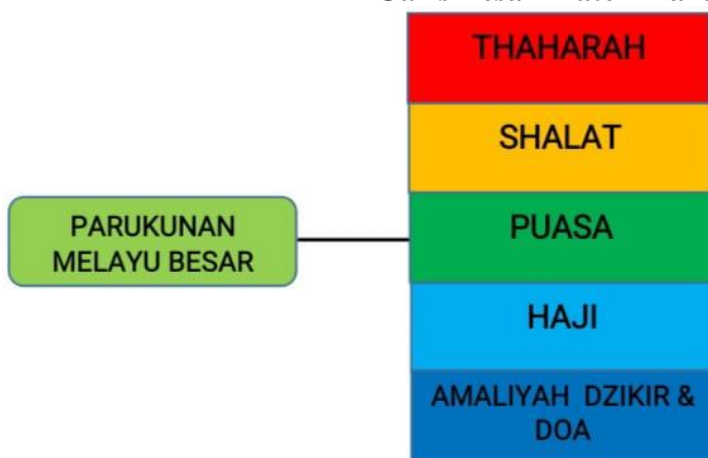 THAHARAH
SHALAT
PARUKUNAN
MELAYU BESAR
PUASA
HAJI
AMALIYAH DZIKIR &
DOA